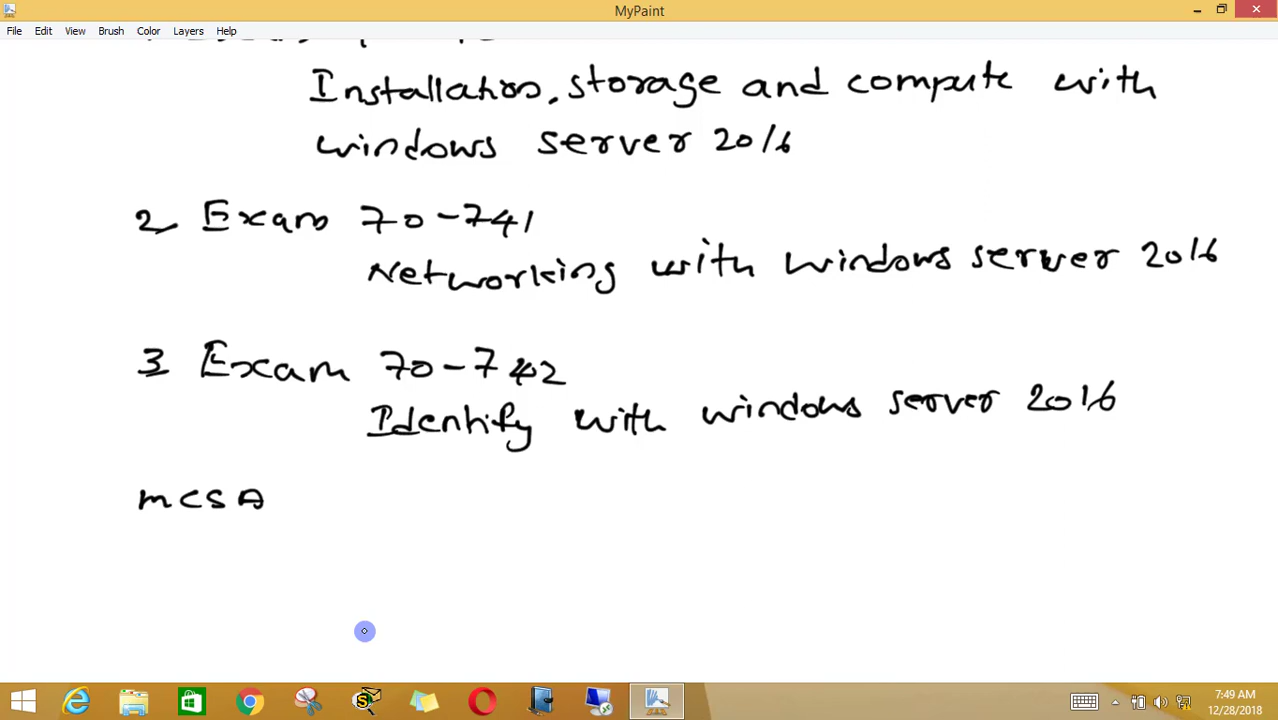 MyPaint
File Edit View Brush Colour Layers Help
Installation, storage and compute with
windows server 2016
2 Exam 70-741
Networking with windows server 2016
3 Exam 70-742
Identify with windows server 2016
MCSA
7:49 AM
12/28/2018